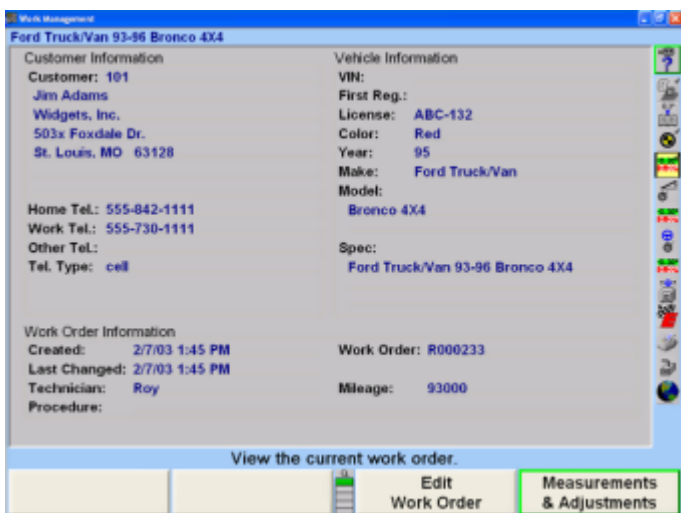 Work Management
Ford Truck/Van 93-96 Bronco 4X4
Customer Information
Customer: 101
Jim Adams
Widgets, Inc.
503x Foxdale Dr.
St. Louis, MO 63128
Home Tel.: 555-842-1111
Work Tel.: 555-730-1111
Other Tel.:
Tel. Type: cell
Vehicle Information
VIN:
First Reg.:
License: ABC-132
Color: Red
Year: 95
Make: Ford Truck/Van
Model:
Bronco 4X4
Spec:
Ford Truck/Van 93-96 Bronco 4X4
Work Order Information
Created: 2/7/03 1:45 PM
Last Changed: 2/7/03 1:45 PM
Technician: Roy
Procedure:
Work Order: R000233
Mileage: 93000
View the current work order.
Edit
Work Order
Measurements
& Adjustments